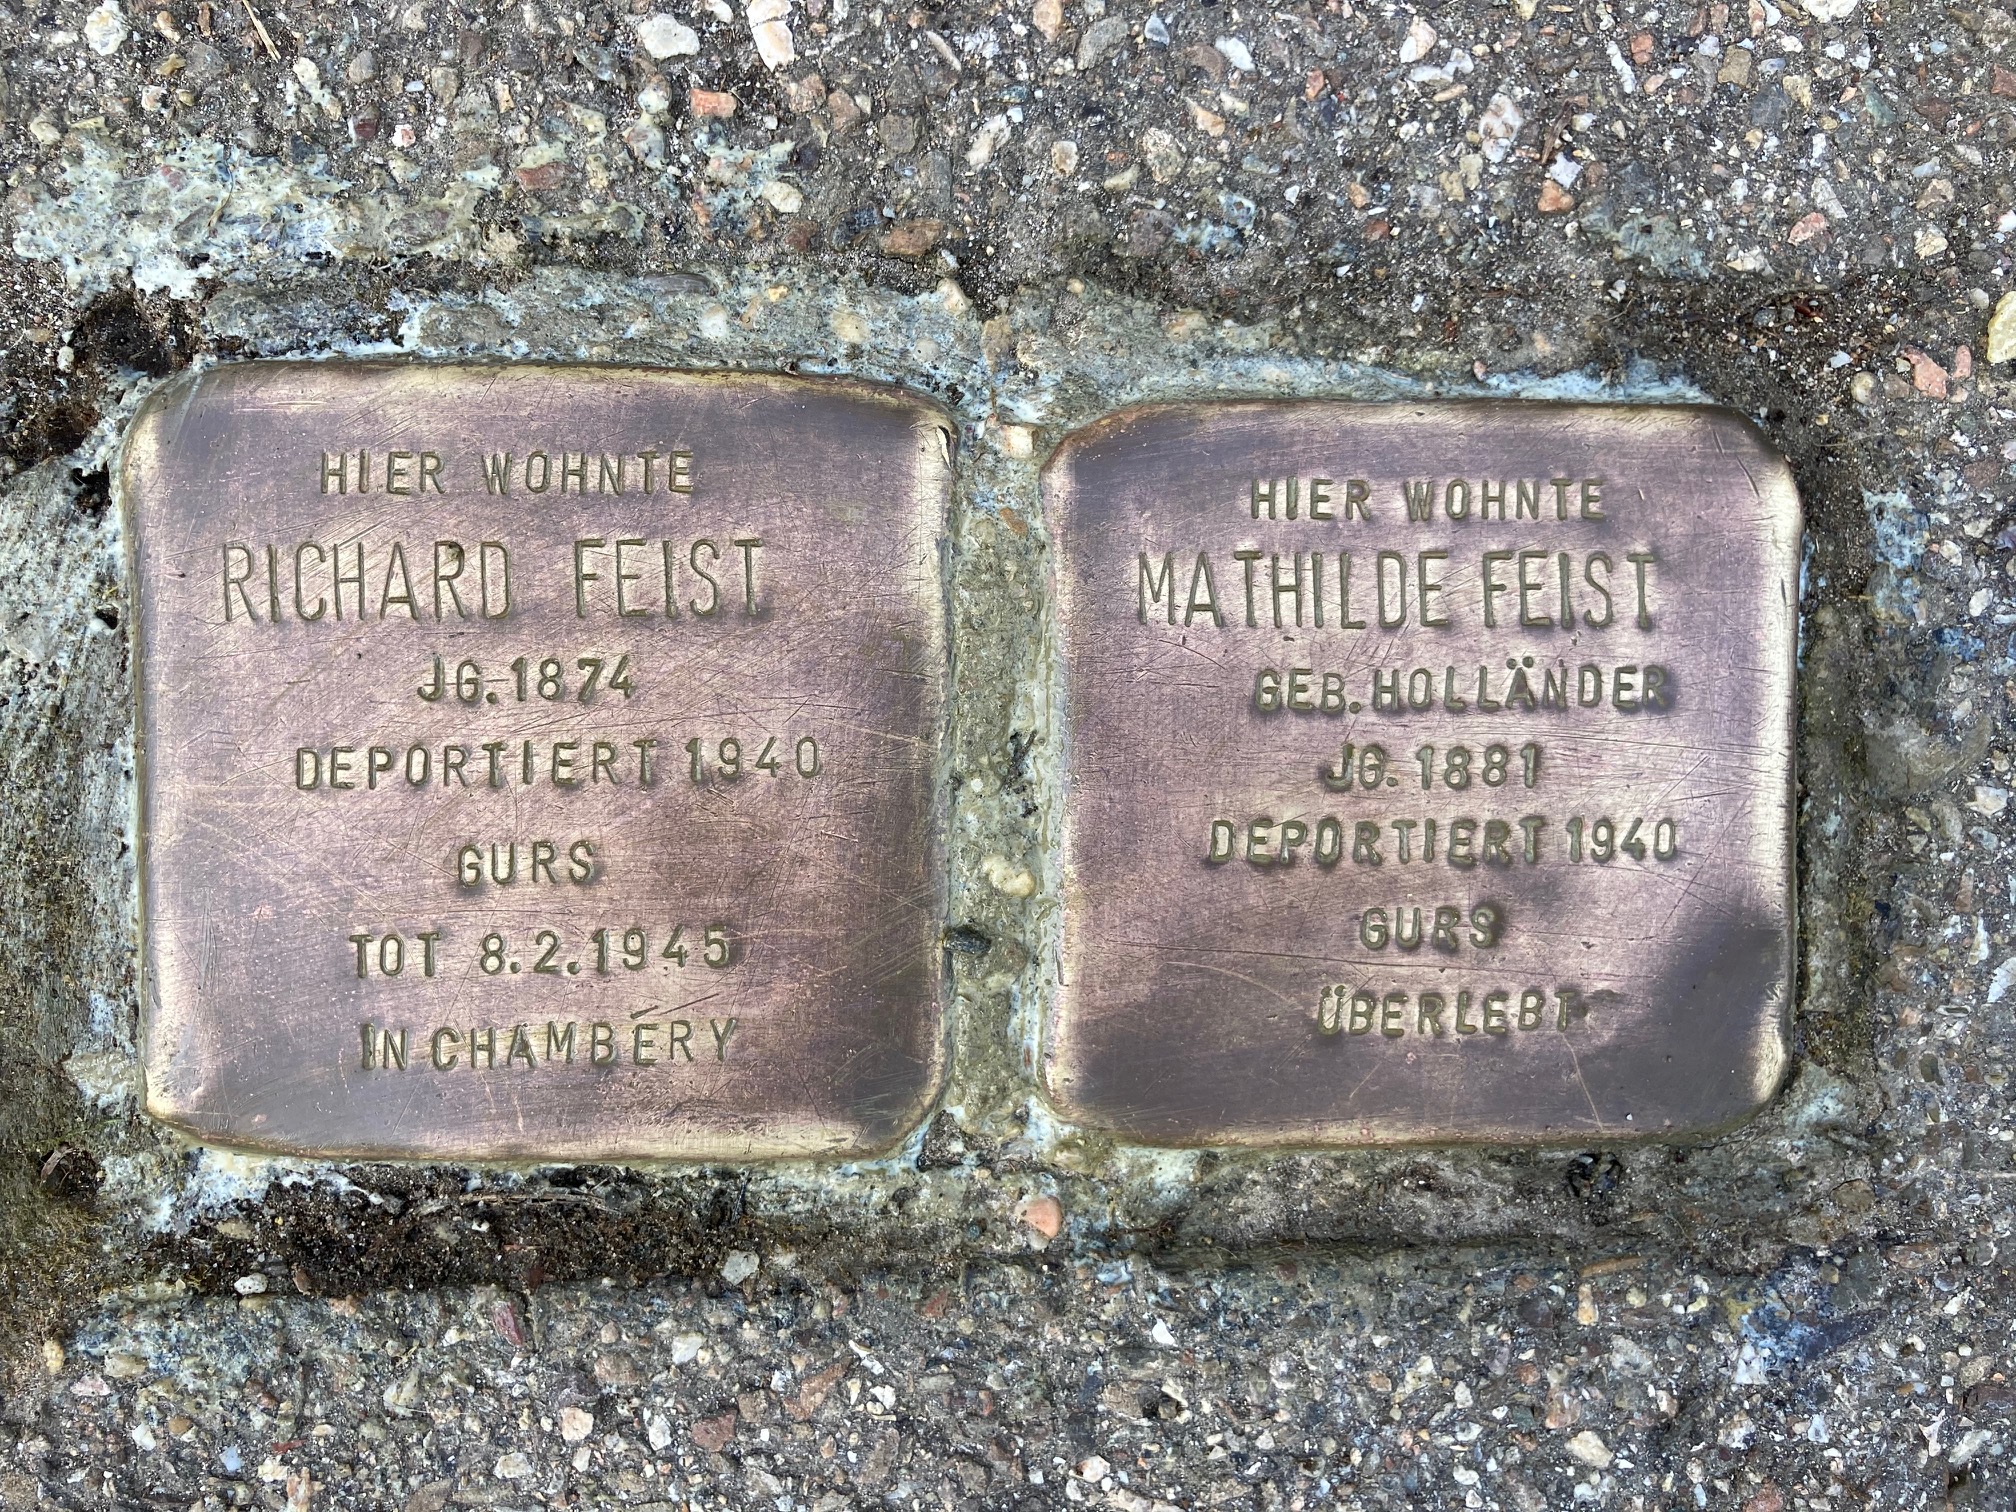 HIER WOHNTE
RICHARD FEIST
JG. 1874
DEPORTIERT 1940
GURS
TOT 8.2.1945
IN CHAMBÉRY
HIER WOHNTE
MATHILDE FEIST
GEB. HOLLÄNDER
JG. 1881
DEPORTIERT 1940
GURS
ÜBERLEBT